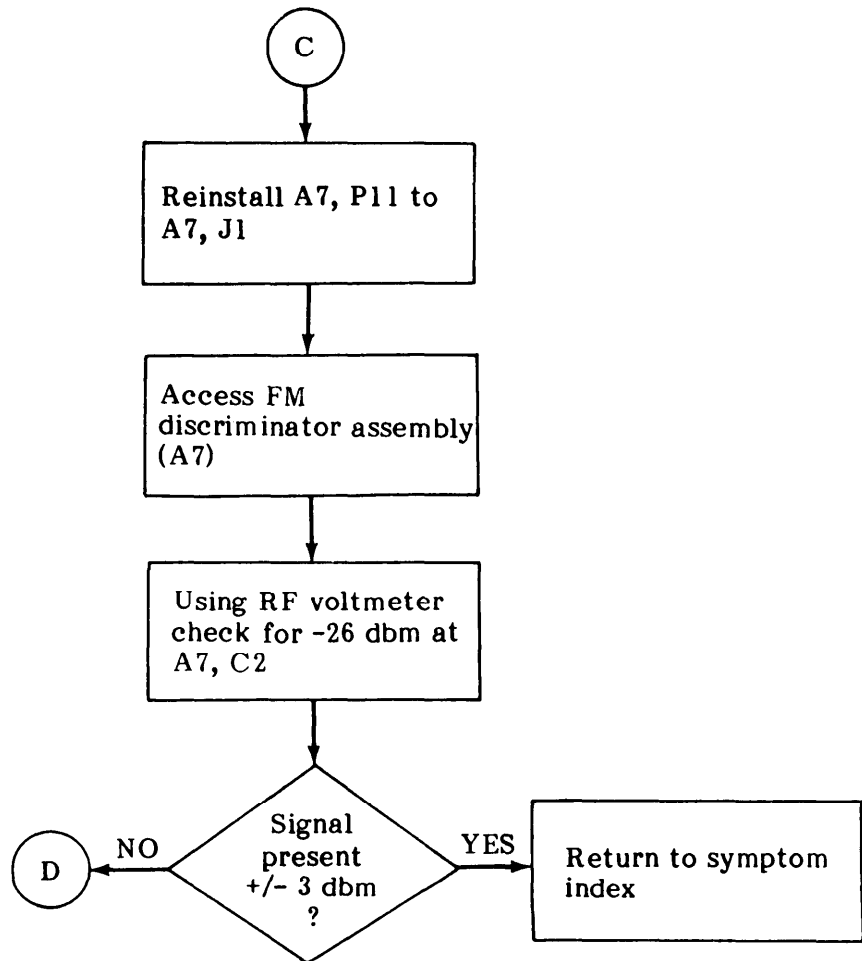 C
Reinstall A7, P11 to
A7, J1
Access FM
discriminator assembly
(A7)
Using RF voltmeter
check for -26 dbm at
A7, C2
Signal
present
+/- 3 dbm
?
NO
D
YES
Return to symptom
index